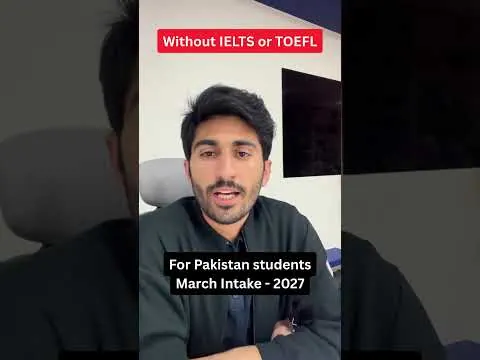 Without IELTS or TOEFL
For Pakistan students
March Intake - 2027